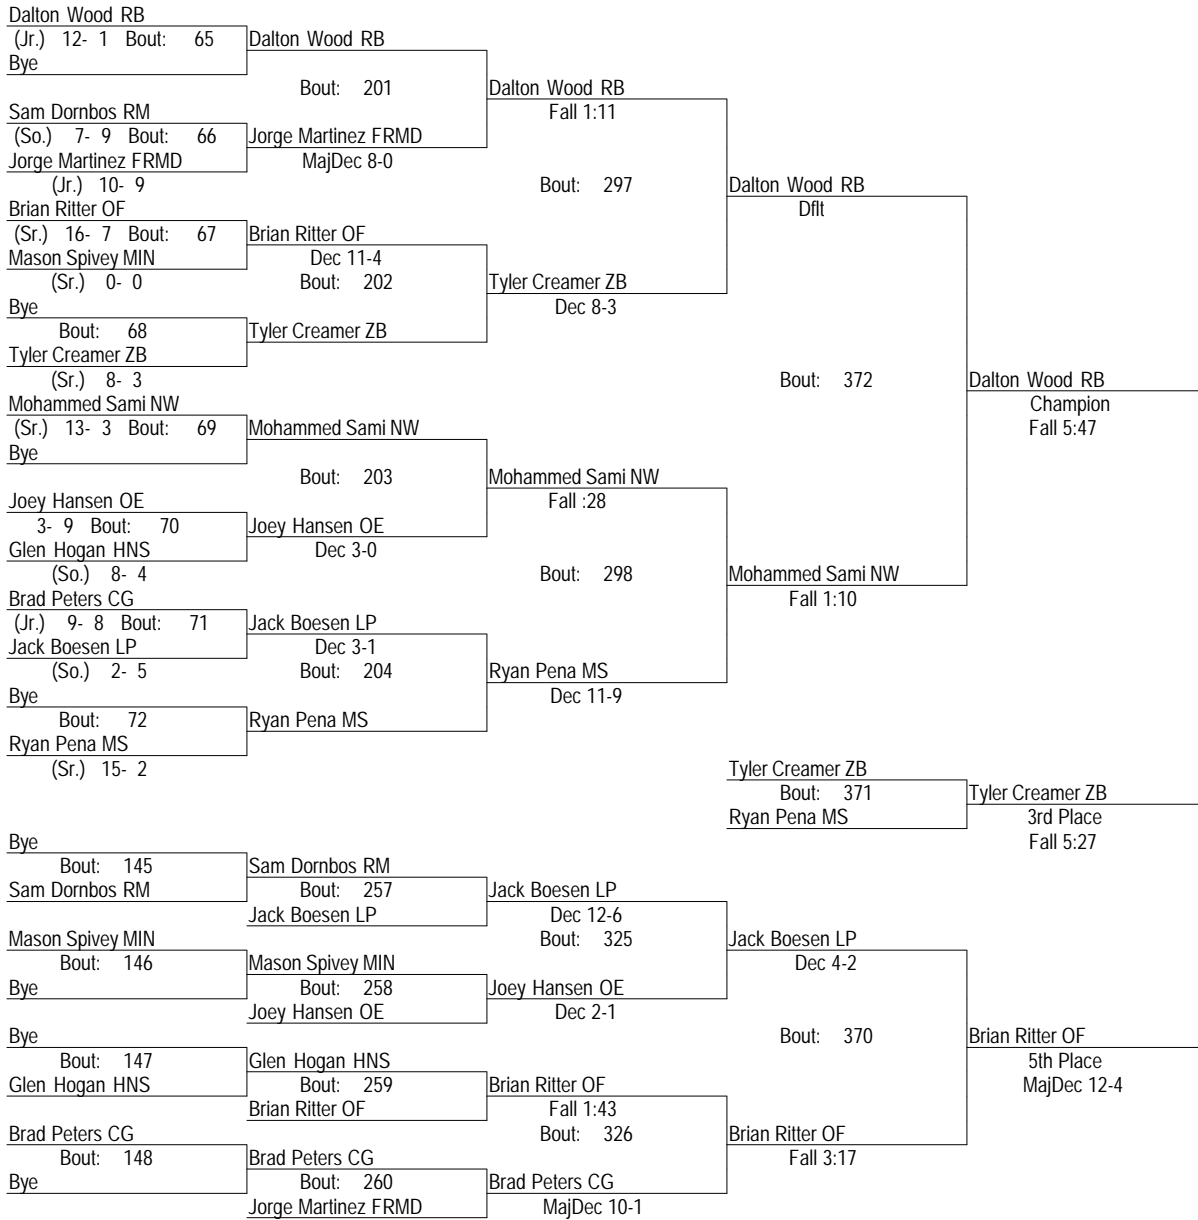 Dalton Wood RB
(Jr.) 12- 1 Bout: 65 Dalton Wood RB
Bye
Bout: 201 Dalton Wood RB
Sam Dornbos RM Fall 1:11
(So.) 7- 9 Bout: 66 Jorge Martinez FRMD
Jorge Martinez FRMD MajDec 8-0
(Jr.) 10- 9 Bout: 297 Dalton Wood RB
Brian Ritter OF Dflt
(Sr.) 16- 7 Bout: 67 Brian Ritter OF
Mason Spivey MIN Dec 11-4
(Sr.) 0- 0 Bout: 202 Tyler Creamer ZB
Bye Dec 8-3
Bout: 68 Tyler Creamer ZB
Tyler Creamer ZB
(Sr.) 8- 3 Bout: 372 Dalton Wood RB
Mohammed Sami NW Champion
(Sr.) 13- 3 Bout: 69 Mohammed Sami NW Fall 5:47
Bye
Bout: 203 Mohammed Sami NW
Joey Hansen OE Fall :28
3- 9 Bout: 70 Joey Hansen OE
Glen Hogan HNS Dec 3-0
(So.) 8- 4 Bout: 298 Mohammed Sami NW
Brad Peters CG Fall 1:10
(Jr.) 9- 8 Bout: 71 Jack Boesen LP
Jack Boesen LP Dec 3-1
(So.) 2- 5 Bout: 204 Ryan Pena MS
Bye Dec 11-9
Bout: 72 Ryan Pena MS
Ryan Pena MS
(Sr.) 15- 2 Tyler Creamer ZB
Bout: 371 Tyler Creamer ZB
Ryan Pena MS 3rd Place
Bye Fall 5:27
Bout: 145 Sam Dornbos RM
Sam Dornbos RM Bout: 257 Jack Boesen LP
Jack Boesen LP Dec 12-6
Mason Spivey MIN Bout: 325 Jack Boesen LP
Bout: 146 Mason Spivey MIN Dec 4-2
Bye Bout: 258 Joey Hansen OE
Joey Hansen OE Dec 2-1
Bye Bout: 370 Brian Ritter OF
Bout: 147 Glen Hogan HNS 5th Place
Glen Hogan HNS Bout: 259 Brian Ritter OF MajDec 12-4
Brian Ritter OF Fall 1:43
Brad Peters CG Bout: 326 Brian Ritter OF
Bout: 148 Brad Peters CG Fall 3:17
Bye Bout: 260 Brad Peters CG
Jorge Martinez FRMD MajDec 10-1